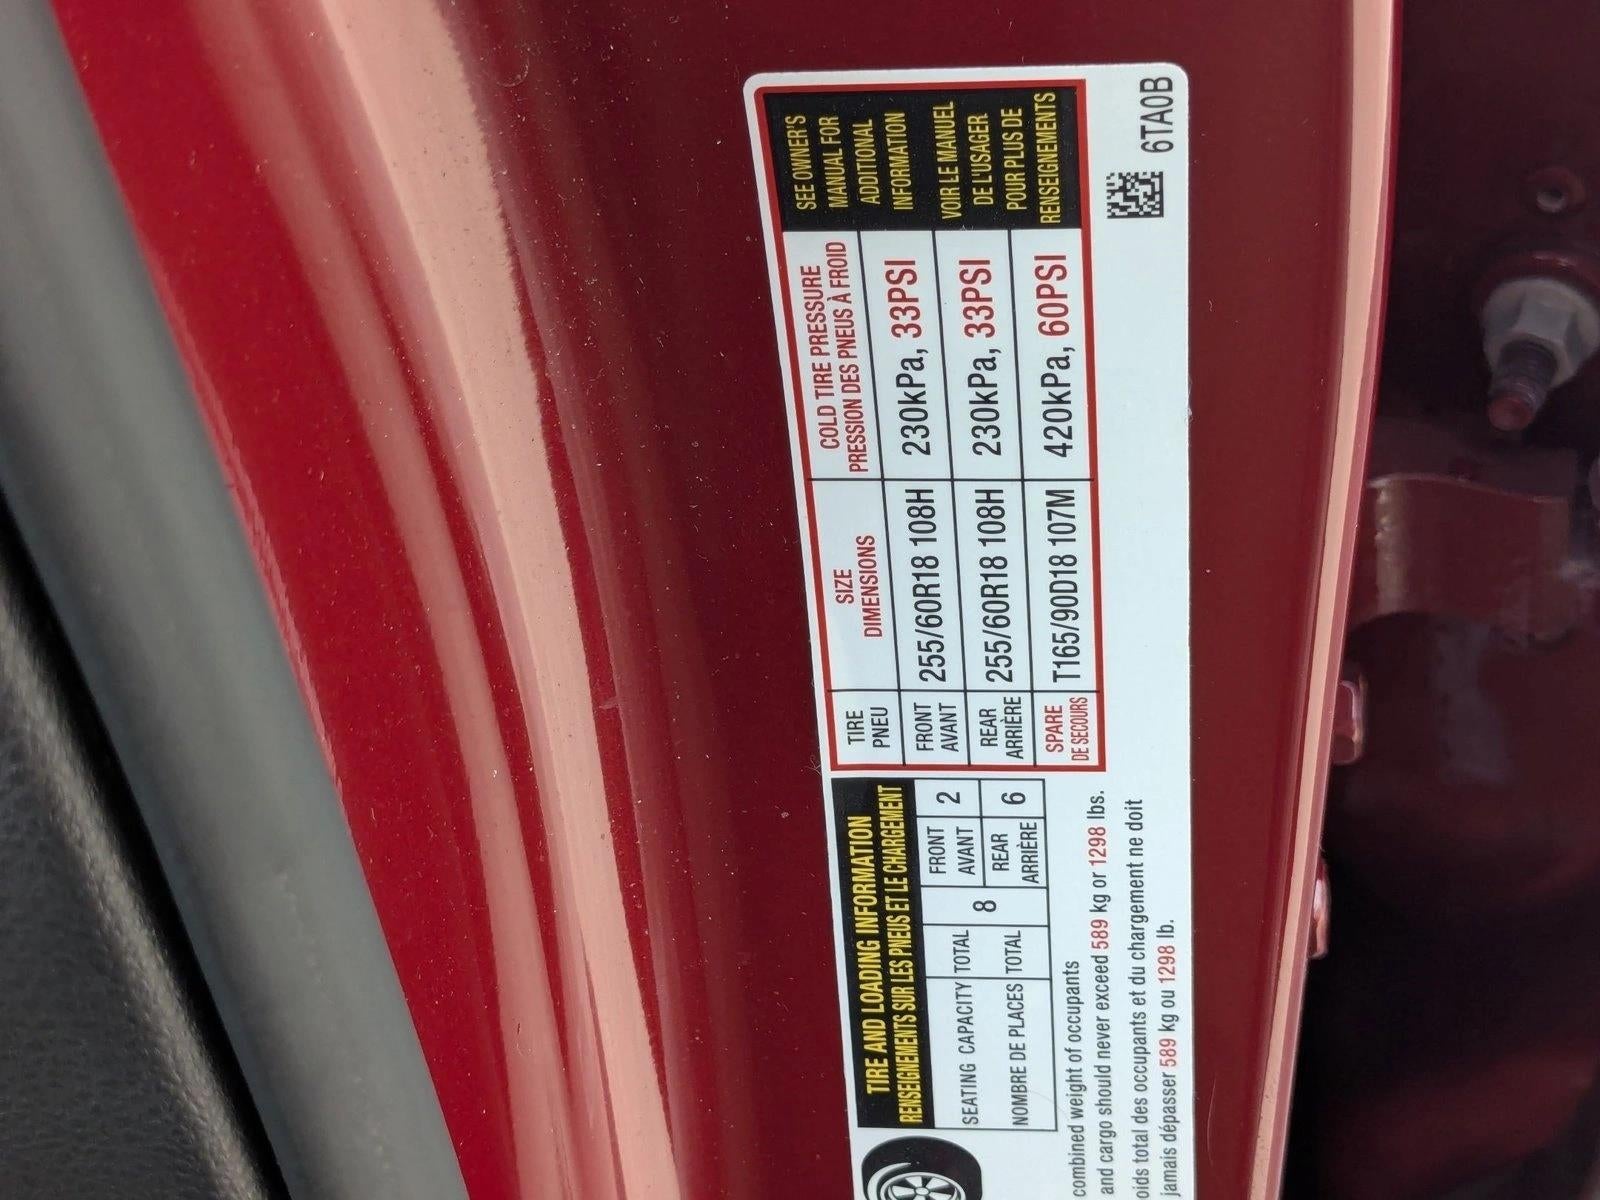 TIRE AND LOADING INFORMATION
RENSEIGNEMENTS SUR LES PNEUS ET LE CHARGEMENT
SEATING CAPACITY
NOMBRE DE PLACES
TOTAL
TOTAL
8
FRONT
AVANT
2
REAR
ARRIÈRE
6
combined weight of occupants
and cargo should never exceed 589 kg or 1298 lbs.
oids total des occupants et du chargement ne doit
jamais dépasser 589 kg ou 1298 lb.
TIRE
PNEU
SIZE
DIMENSIONS
COLD TIRE PRESSURE
PRESSION DES PNEUS À FROID
FRONT
AVANT
255/60R18 108H
230kPa, 33PSI
REAR
ARRIÈRE
255/60R18 108H
230kPa, 33PSI
SPARE
DE SECOURS
T165/90D18 107M
420kPa, 60PSI
SEE OWNER'S
MANUAL FOR
ADDITIONAL
INFORMATION
VOIR LE MANUEL
DE L'USAGER
POUR PLUS DE
RENSEIGNEMENTS
6TA0B